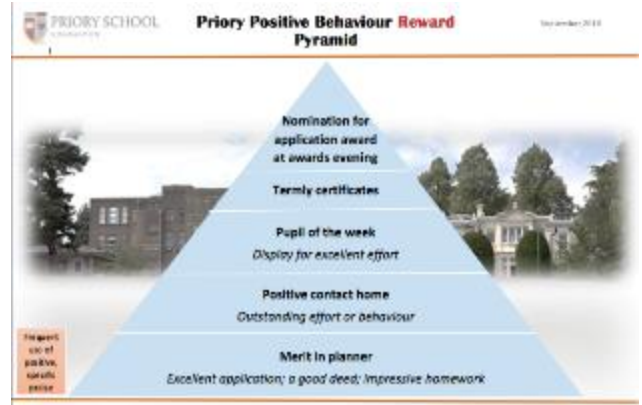 PRIORY SCHOOL
Priory Positive Behaviour Reward
Pyramid
September 2018
Nomination for
application award
at awards evening
Termly certificates
Pupil of the week
Display for excellent effort
Positive contact home
Outstanding effort or behaviour
Merit in planner
Excellent application; a good deed; impressive homework
Frequent
use of
positive,
specific
praise